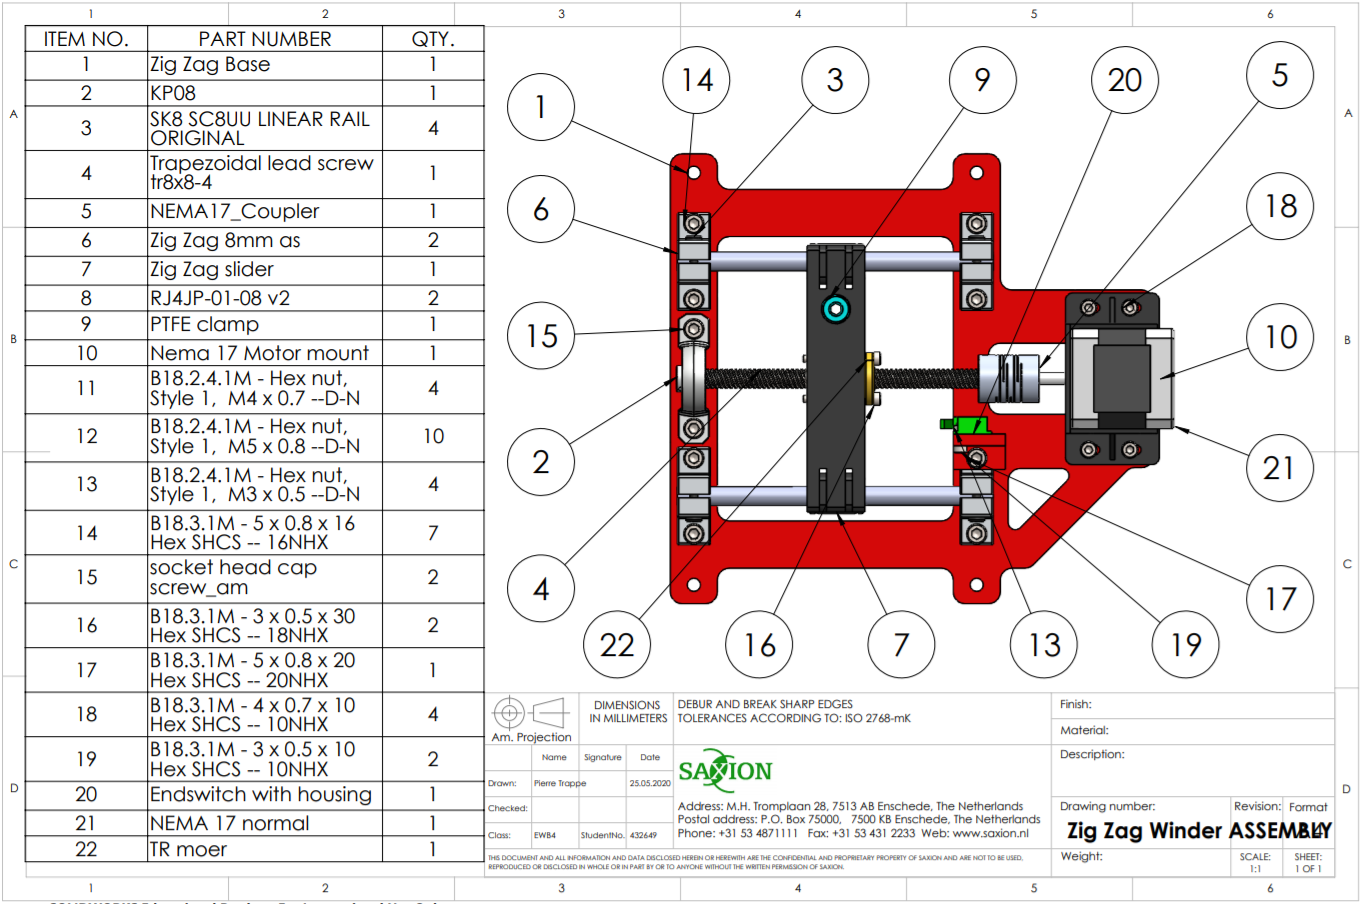 1 2 3 4 5 6
ITEM NO. PART NUMBER QTY.
1 Zig Zag Base 1
2 KP08 1
3 SK8 SC8UU LINEAR RAIL
ORIGINAL 4
4 Trapezoidal lead screw
tr8x8-4 1
5 NEMA17_Coupler 1
6 Zig Zag 8mm as 2
7 Zig Zag slider 1
8 RJ4JP-01-08 v2 2
9 PTFE clamp 1
10 Nema 17 Motor mount 1
11 B18.2.4.1M - Hex nut,
Style 1, M4 x 0.7 --D-N 4
12 B18.2.4.1M - Hex nut,
Style 1, M5 x 0.8 --D-N 10
13 B18.2.4.1M - Hex nut,
Style 1, M3 x 0.5 --D-N 4
14 B18.3.1M - 5 x 0.8 x 16
Hex SHCS -- 16NHX 7
15 socket head cap
screw_am 2
16 B18.3.1M - 3 x 0.5 x 30
Hex SHCS -- 18NHX 2
17 B18.3.1M - 5 x 0.8 x 20
Hex SHCS -- 20NHX 1
18 B18.3.1M - 4 x 0.7 x 10
Hex SHCS -- 10NHX 4
19 B18.3.1M - 3 x 0.5 x 10
Hex SHCS -- 10NHX 2
20 Endswitch with housing 1
21 NEMA 17 normal 1
22 TR moer 1
A
B
C
D
1
14
3
9
20
5
6
18
15
10
2
21
4
17
22
16
7
13
19
A
B
C
D
Am. Projection
DIMENSIONS
IN MILLIMETERS
DEBUR AND BREAK SHARP EDGES
TOLERANCES ACCORDING TO: ISO 2768-mK
Finish:
Material:
Description:
Name Signature Date
Drawn: Pierre Trappe 25.05.2020
Checked:
Class: EWB4 StudentNo. 432649
SAXION
Address: M.H. Tromplaan 28, 7513 AB Enschede, The Netherlands
Postal address: P.O. Box 75000, 7500 KB Enschede, The Netherlands
Phone: +31 53 4871111 Fax: +31 53 431 2233 Web: www.saxion.nl
Drawing number: Revision: Format
Zig Zag Winder ASSEMBLY
Weight: SCALE: SHEET:
1:1 1 OF 1
THIS DOCUMENT AND ALL INFORMATION AND DATA DISCLOSED HEREIN OR HEREWITH ARE THE CONFIDENTIAL AND PROPRIETARY PROPERTY OF SAXION AND ARE NOT TO BE USED,
REPRODUCED OR DISCLOSED IN WHOLE OR IN PART BY OR TO ANYONE WITHOUT THE WRITTEN PERMISSION OF SAXION.
1 2 3 4 5 6